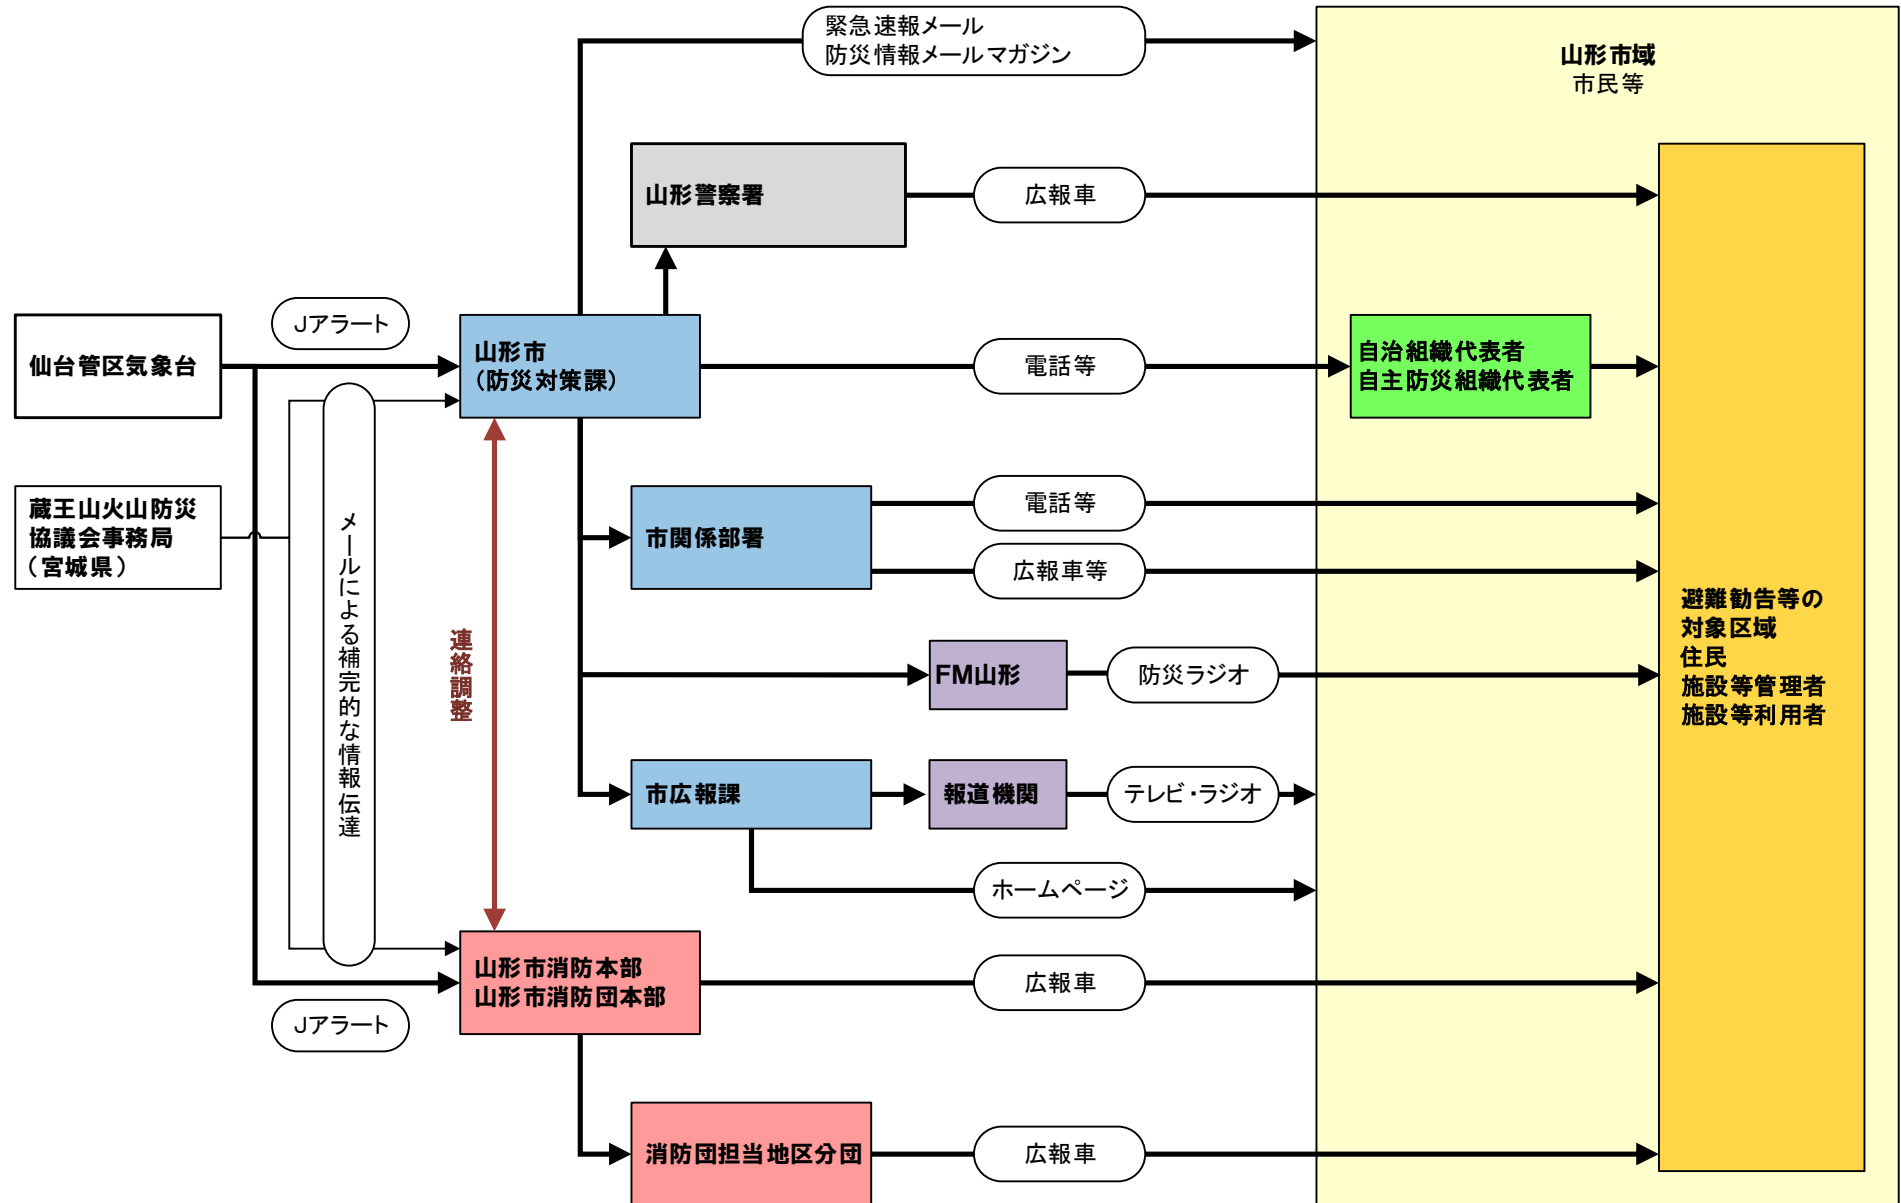 緊急速報メール
防災情報メールマガジン
山形市域
市民等
山形警察署
広報車
Jアラート
仙台管区気象台
山形市
（防災対策課）
電話等
自治組織代表者
自主防災組織代表者
蔵王山火山防災
協議会事務局
（宮城県）
メールによる補完的な情報伝達
連絡調整
市関係部署
電話等
広報車等
避難勧告等の
対象区域
住民
施設等管理者
施設等利用者
FM山形
防災ラジオ
市広報課
報道機関
テレビ・ラジオ
ホームページ
山形市消防本部
山形市消防団本部
広報車
Jアラート
消防団担当地区分団
広報車